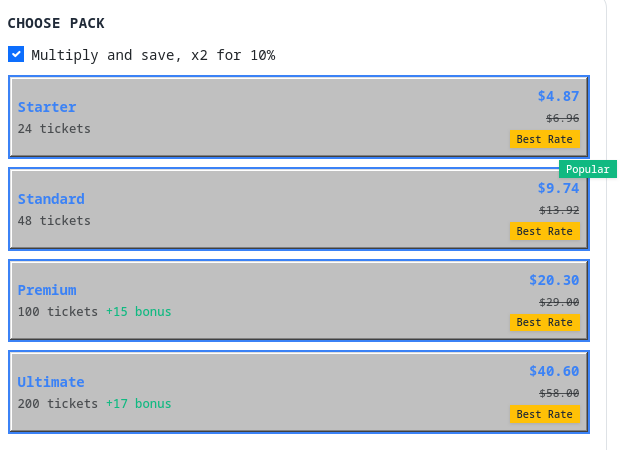 CHOOSE PACK
Multiply and save, x2 for 10%
Starter
24 tickets
$4.87
$6.96
Best Rate
Popular
Standard
48 tickets
$9.74
$13.92
Best Rate
Premium
100 tickets +15 bonus
$20.30
$29.00
Best Rate
Ultimate
200 tickets +17 bonus
$40.60
$58.00
Best Rate